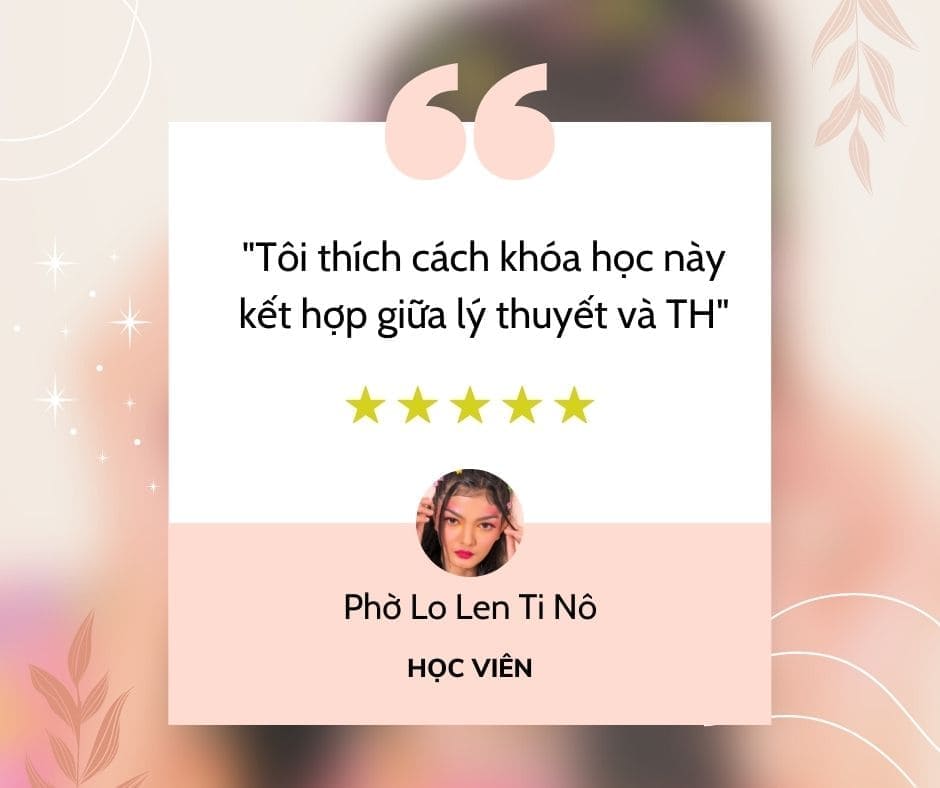 "Tôi thích cách khóa học này
kết hợp giữa lý thuyết và TH"
Phờ Lo Len Ti Nô
HỌC VIÊN